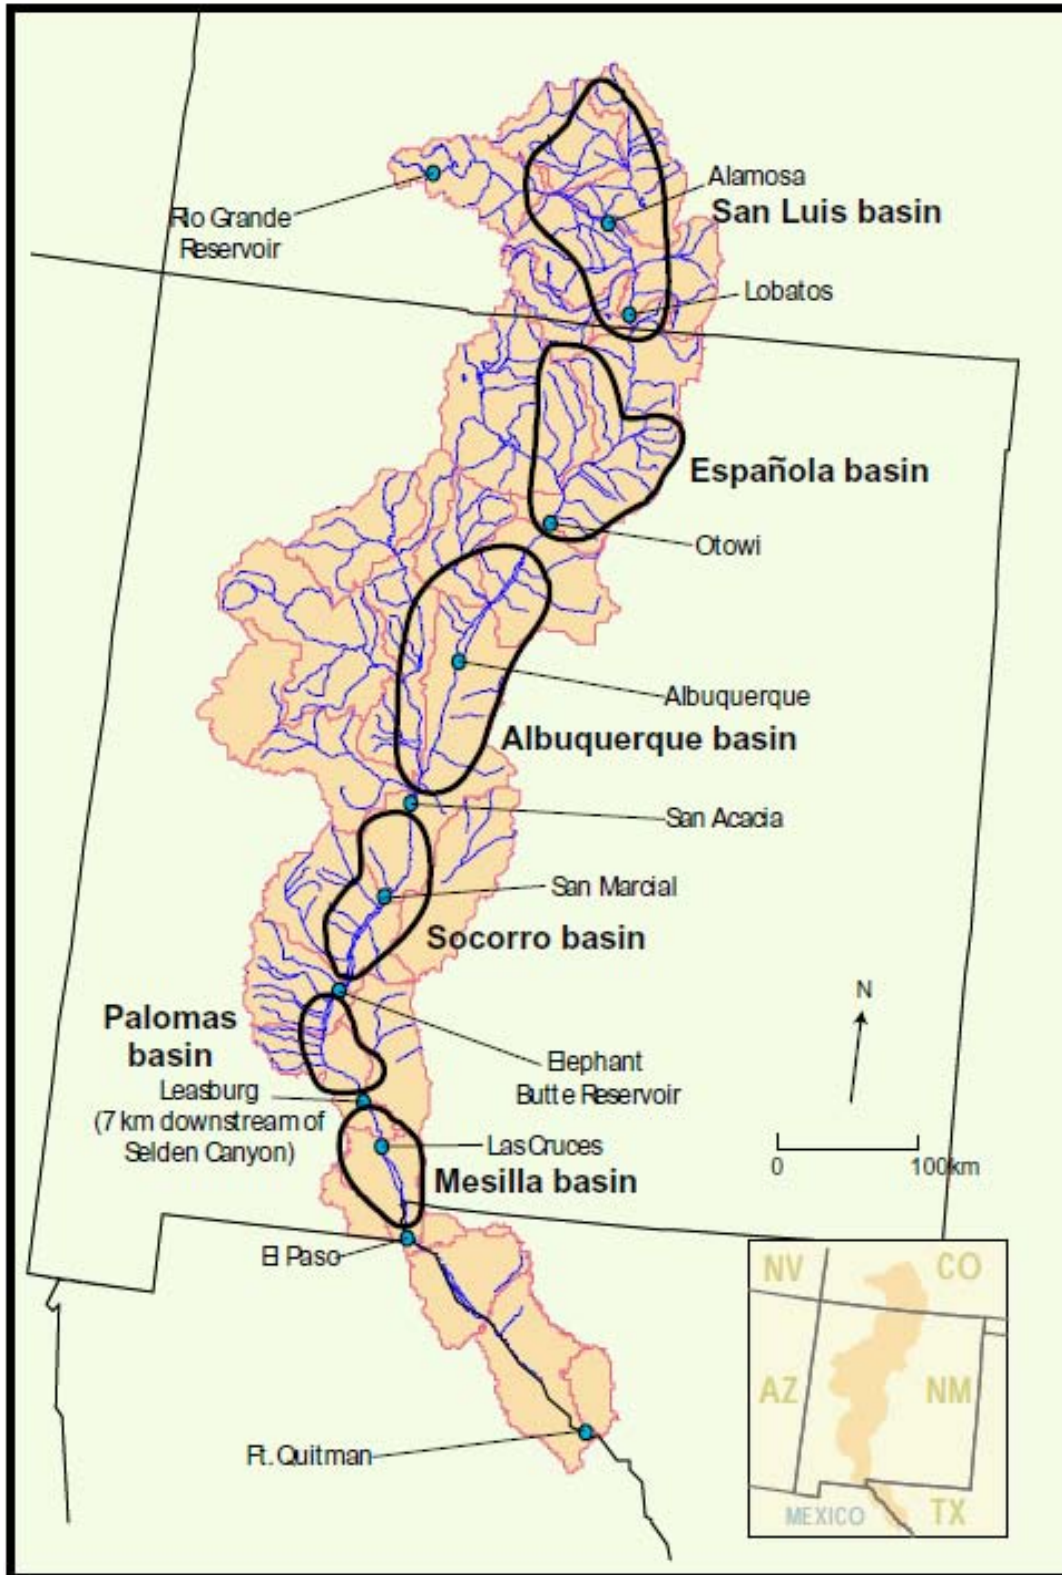 Alamosa
San Luis basin
Rio Grande
Reservoir
Lobatos
Española basin
Otowi
Albuquerque
Albuquerque basin
San Acacia
San Marcial
Socorro basin
N
Palomas
basin
Elephant
Butte Reservoir
Leasburg
(7 km downstream of
Selden Canyon)
Las Cruces
0 100km
Mesilla basin
El Paso
NV CO
AZ NM
Ft. Quitman
MEXICO TX